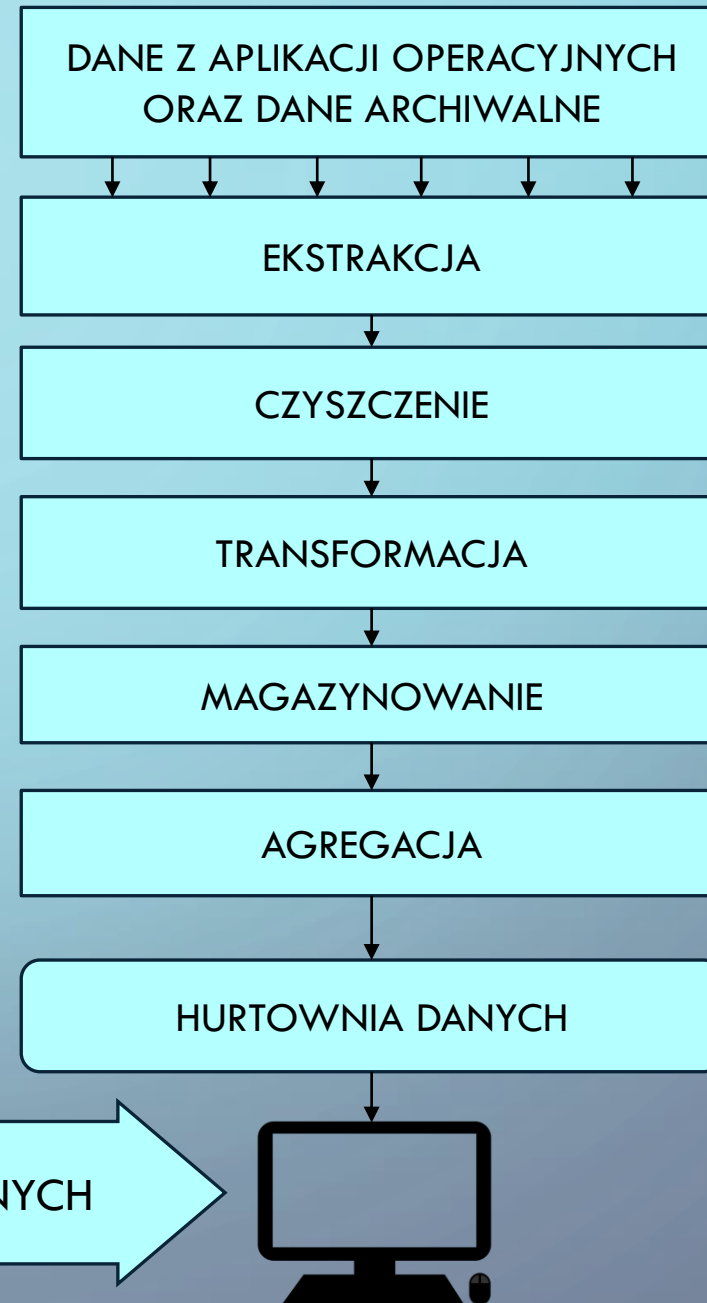 DANE Z APLIKACJI OPERACYJNYCH
ORAZ DANE ARCHIWALNE
EKSTRAKCJA
CZYSZCZENIE
TRANSFORMACJA
MAGAZYNOWANIE
AGREGACJA
HURTOWNIA DANYCH
NYCH